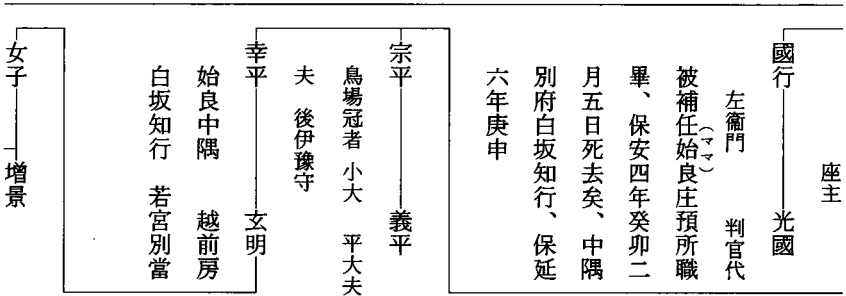 座主
國行 光國
左衞門 判官代
被補任始良庄預所職
（ママ）
畢、保安四年癸卯二
月五日死去矣、中隅
別府白坂知行、保延
六年庚申
宗平 義平
鳥場冠者 小大 平大夫
夫 後伊豫守
幸平 玄明
始良中隅 越前房
白坂知行 若宮別當
女子 増景